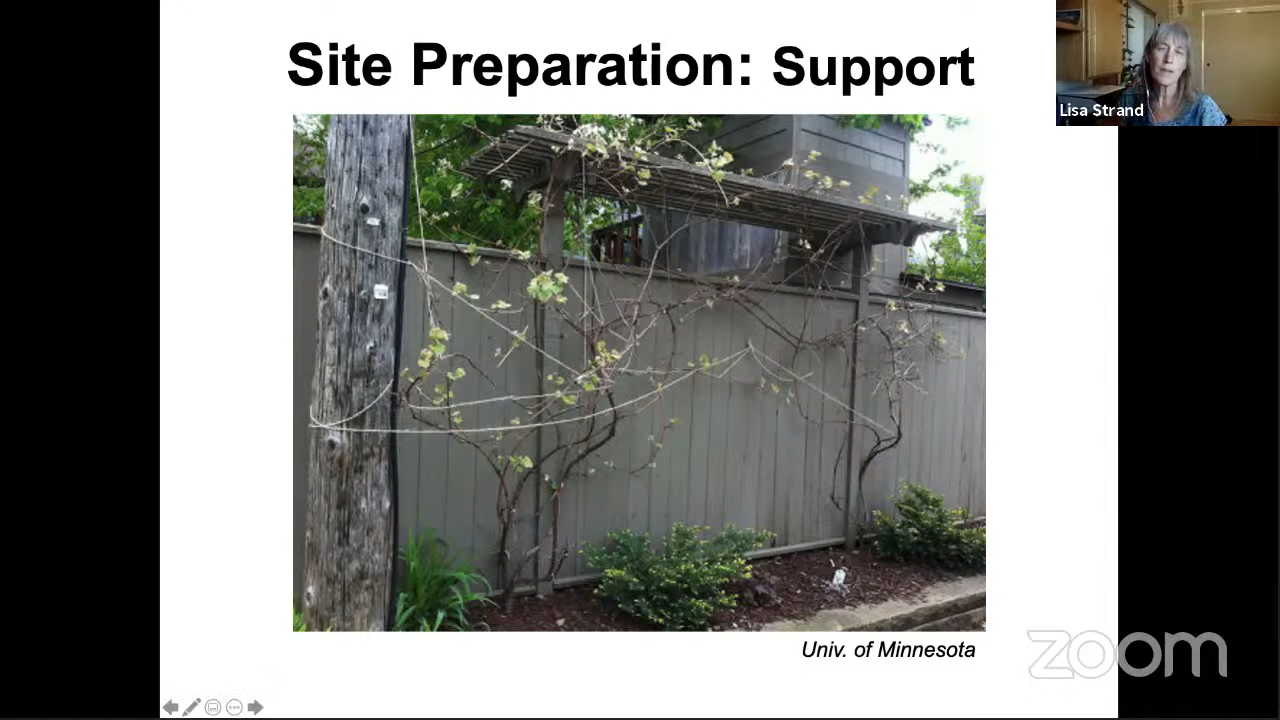 Site Preparation: Support
Lisa Strand
Univ. of Minnesota
zoom